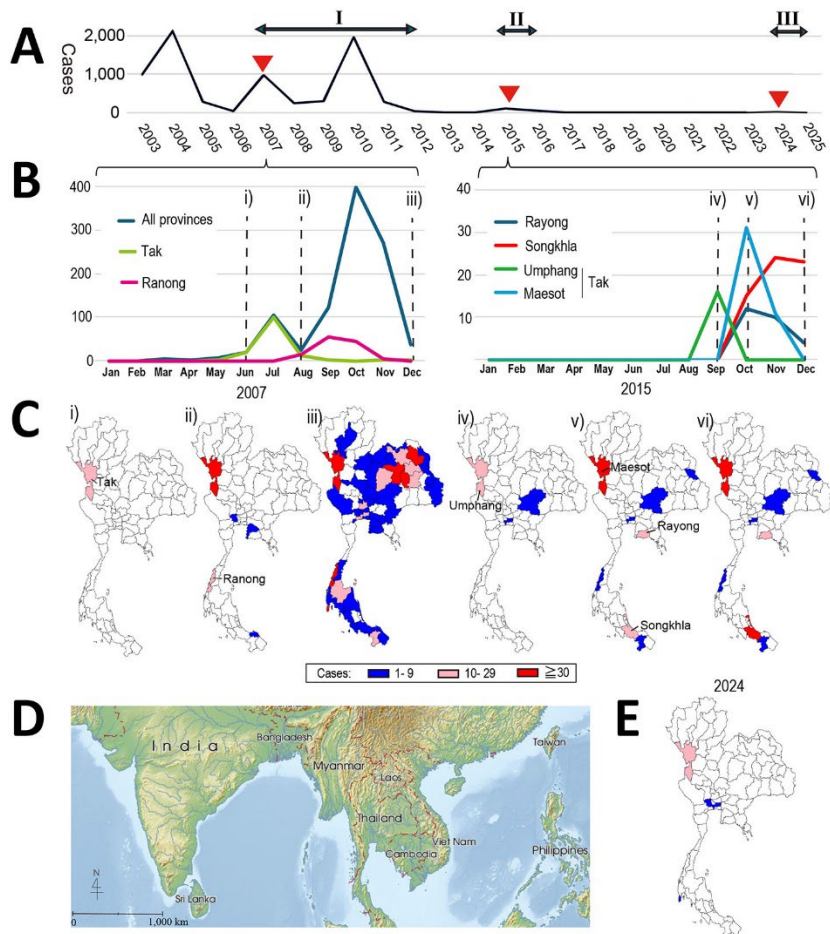 A
Cases
2,000
1,000
0
I
II
III
2003
2004
2005
2006
2007
2008
2009
2010
2011
2012
2013
2014
2015
2016
2017
2018
2019
2020
2021
2022
2023
2024
2025
B
i)
ii)
iii)
400
300
200
100
0
All provinces
Tak
Ranong
Jan Feb Mar Apr May Jun Jul Aug Sep Oct Nov Dec
2007
iv)
v)
vi)
40
30
20
10
Rayong
Songkhla
Umphang
Maesot
Tak
Jan Feb Mar Apr May Jun Jul Aug Sep Oct Nov Dec
2015
C
i)
ii)
iii)
iv)
v)
vi)
Tak
Ranong
Umphang
Maesot
Rayong
Songkhla
Cases: 1- 9 10- 29 ≧30
D
India
Bangladesh
Myanmar
Laos
Taiwan
Thailand
Viet Nam
Cambodia
Philippines
Sri Lanka
N
0 1,000 km
E
2024